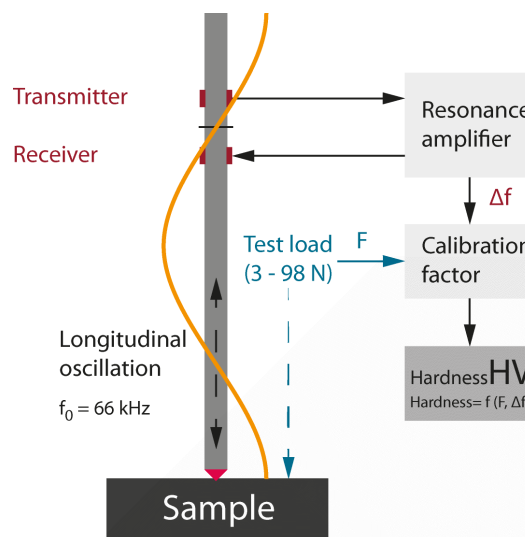 Transmitter
Receiver
Resonance
amplifier
Δf
Test load
(3 - 98 N)
F
Calibration
factor
Longitudinal
oscillation
f₀ = 66 kHz
Hardness HV
Hardness= f (F, Δf
Sample